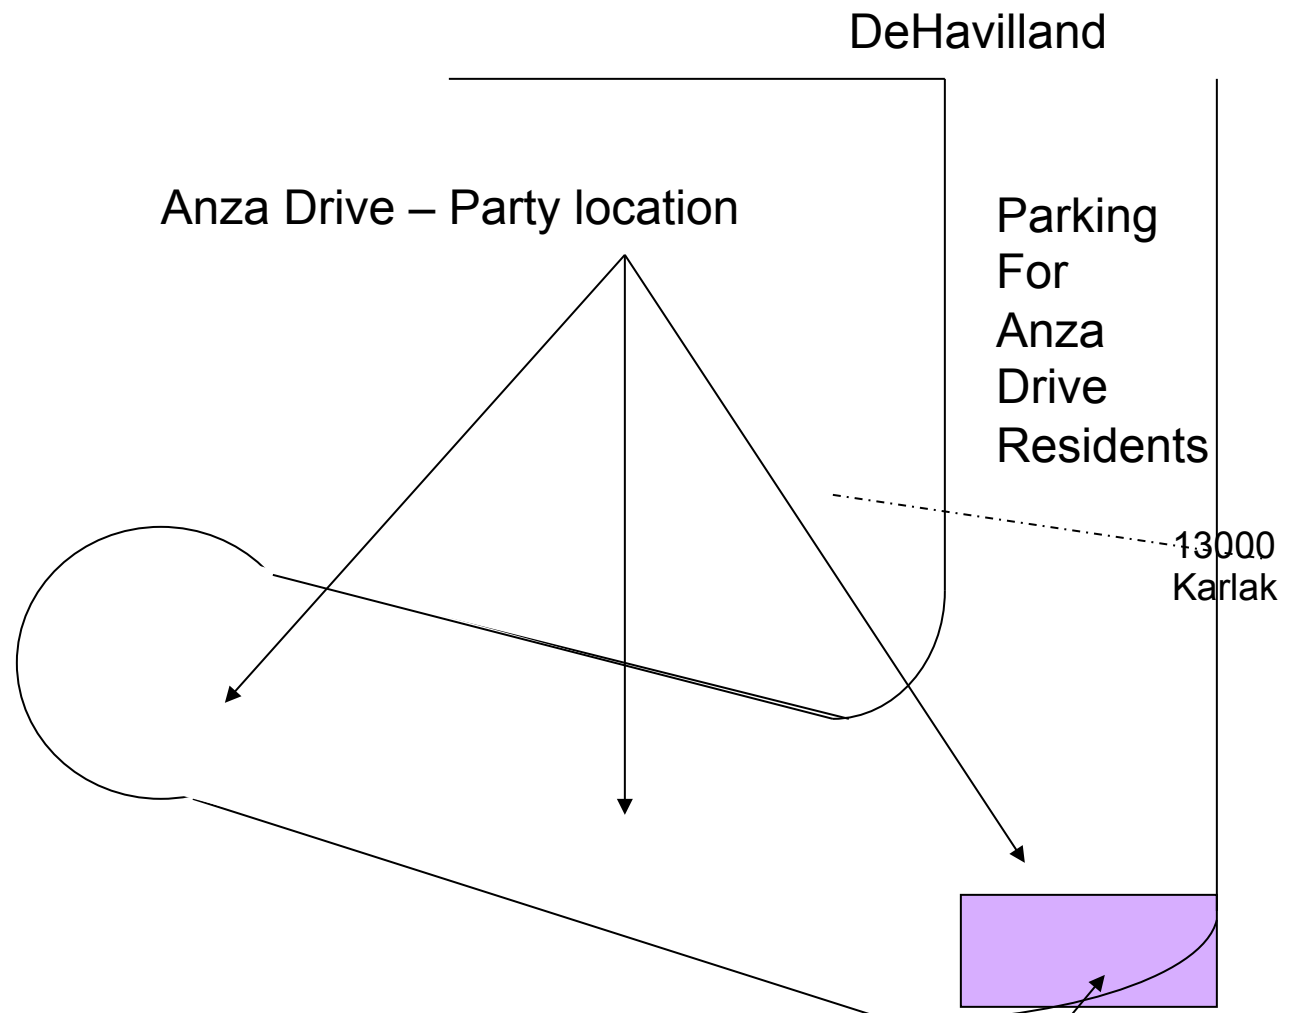 DeHavilland
Anza Drive – Party location
Parking
For
Anza
Drive
Residents
13000
Karlak